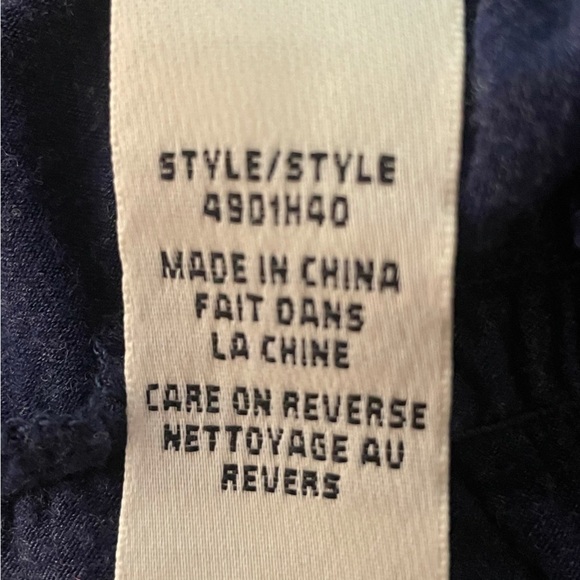 STYLE/STYLE
4901H40
MADE IN CHINA
FAIT DANS
LA CHINE
CARE ON REVERSE
NETTOYAGE AU
REVERS